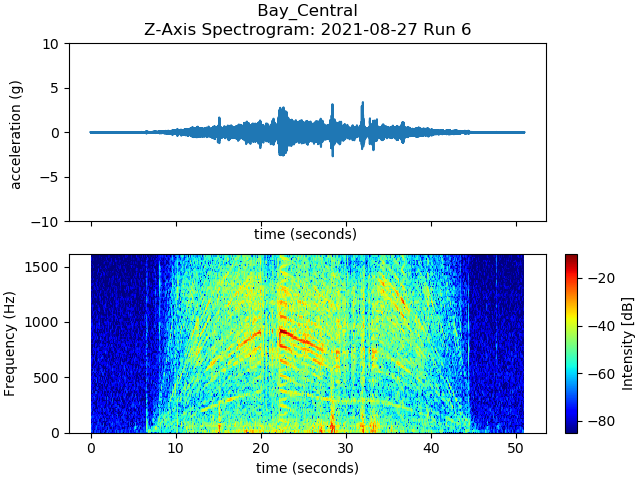 Bay_Central
Z-Axis Spectrogram: 2021-08-27 Run 6
10
5
0
−5
−10
acceleration (g)
time (seconds)
1500
1000
500
0
Frequency (Hz)
0 10 20 30 40 50
time (seconds)
−20
−40
−60
−80
Intensity [dB]